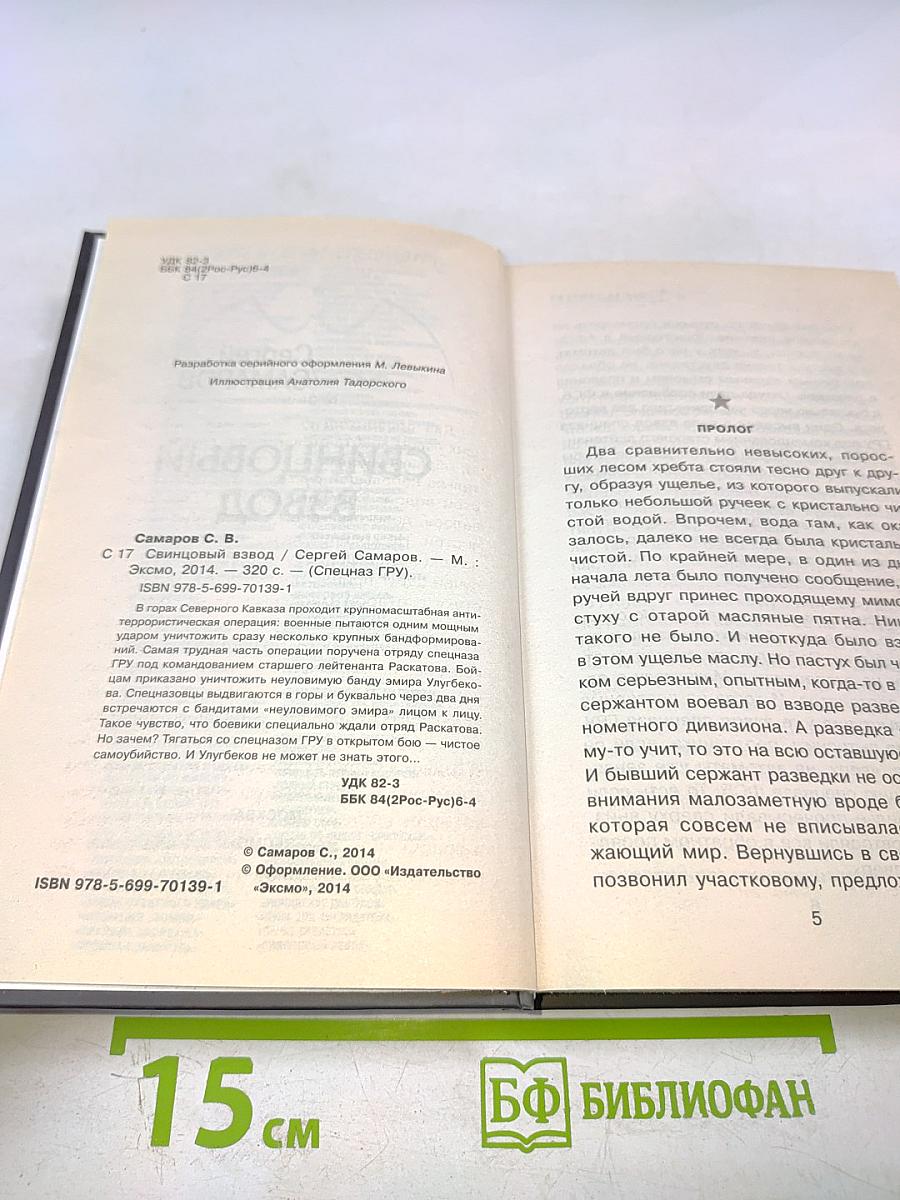 УДК 82-3
ББК 84(2Рос-Рус)6-4
С 17
Разработка серийного оформления М. Левыкина
Иллюстрация Анатолия Тадорского
Самаров С. В.
С 17 Свинцовый взвод / Сергей Самаров. — М. :
Эксмо, 2014. — 320 с. — (Спецназ ГРУ).
ISBN 978-5-699-70139-1
В горах Северного Кавказа проходит крупномасштабная анти-
террористическая операция: военные пытаются одним мощным
ударом уничтожить сразу несколько крупных бандформирова-
ний. Самая трудная часть операции поручена отряду спецназа
ГРУ под командованием старшего лейтенанта Раскатова. Бой-
цам приказано уничтожить неуловимую банду эмира Улугбеко-
ва. Спецназовцы выдвигаются в горы и буквально через два дня
встречаются с бандитами «неуловимого эмира» лицом к лицу.
Такое чувство, что боевики специально ждали отряд Раскатова.
Но зачем? Тягаться со спецназом ГРУ в открытом бою — чистое
самоубийство. И Улугбеков не может не знать этого...
УДК 82-3
ББК 84(2Рос-Рус)6-4
© Самаров С., 2014
© Оформление. ООО «Издательство
«Эксмо», 2014
ISBN 978-5-699-70139-1
ПРОЛОГ
Два сравнительно невысоких, порос-
ших лесом хребта стояли тесно друг к дру-
гу, образуя ущелье, из которого выпускали
только небольшой ручеек с кристально чи
стой водой. Впрочем, вода там, как ока
залось, далеко не всегда была кристаль
чистой. По крайней мере, в один из д
начала лета было получено сообщение,
ручей вдруг принес проходящему мимо
стуху с отарой масляные пятна. Ни
такого не было. И неоткуда было вз
в этом ущелье маслу. Но пастух был ч
ком серьезным, опытным, когда-то в
сержантом воевал во взводе разве
нометного дивизиона. А разведка
му-то учит, то это на всю оставшую
И бывший сержант разведки не ос
внимания малозаметную вроде б
которая совсем не вписывала
жающий мир. Вернувшись в св
позвонил участковому, предло
5
15 см
БФ БИБЛИОФАН